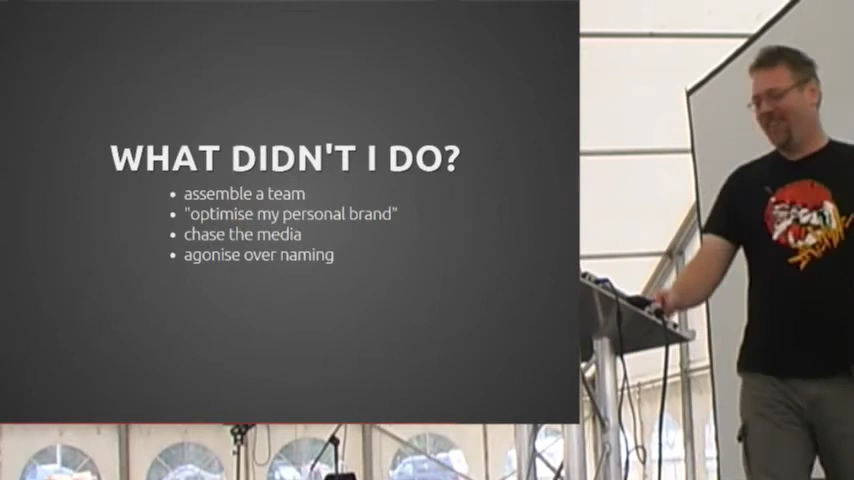 WHAT DIDN'T I DO?
assemble a team
"optimise my personal brand"
chase the media
agonise over naming